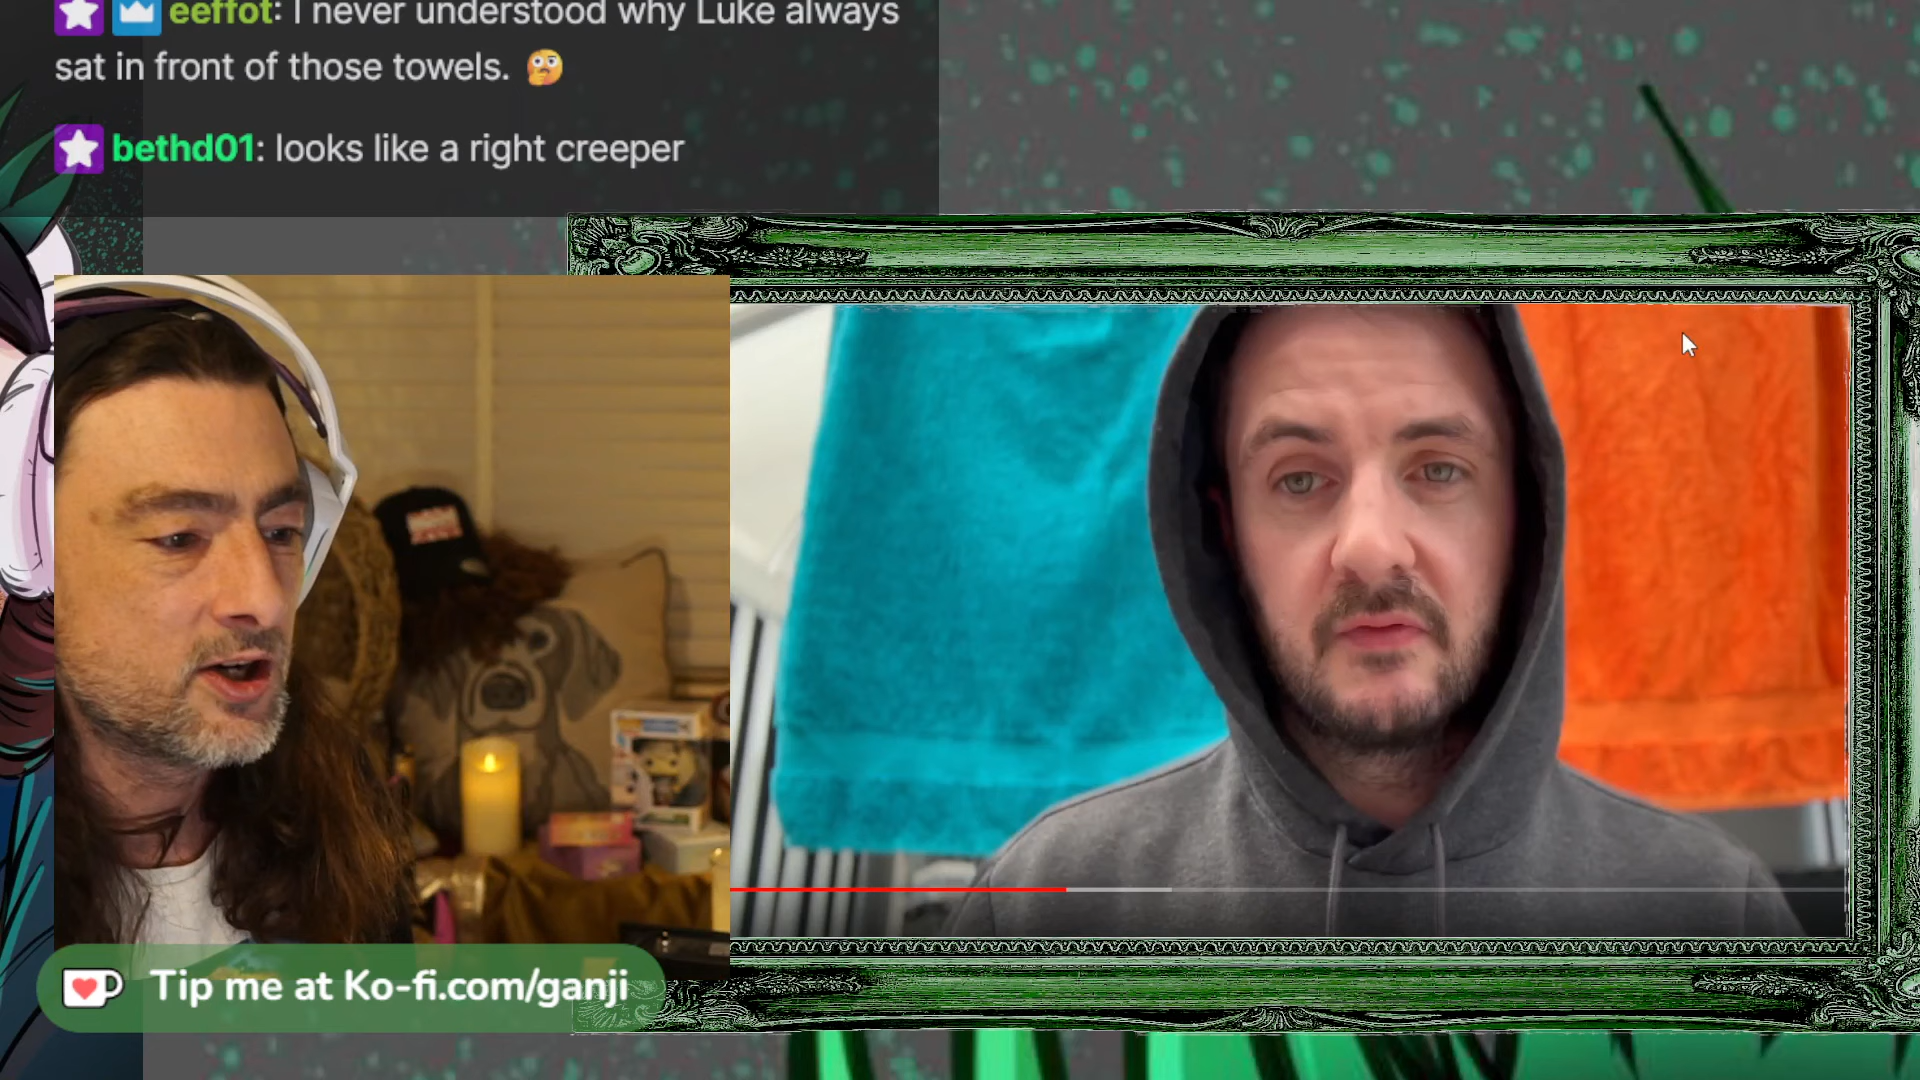 eeffot: I never understood why Luke always
sat in front of those towels. 🤔
bethd01: looks like a right creeper
Tip me at Ko-fi.com/ganji